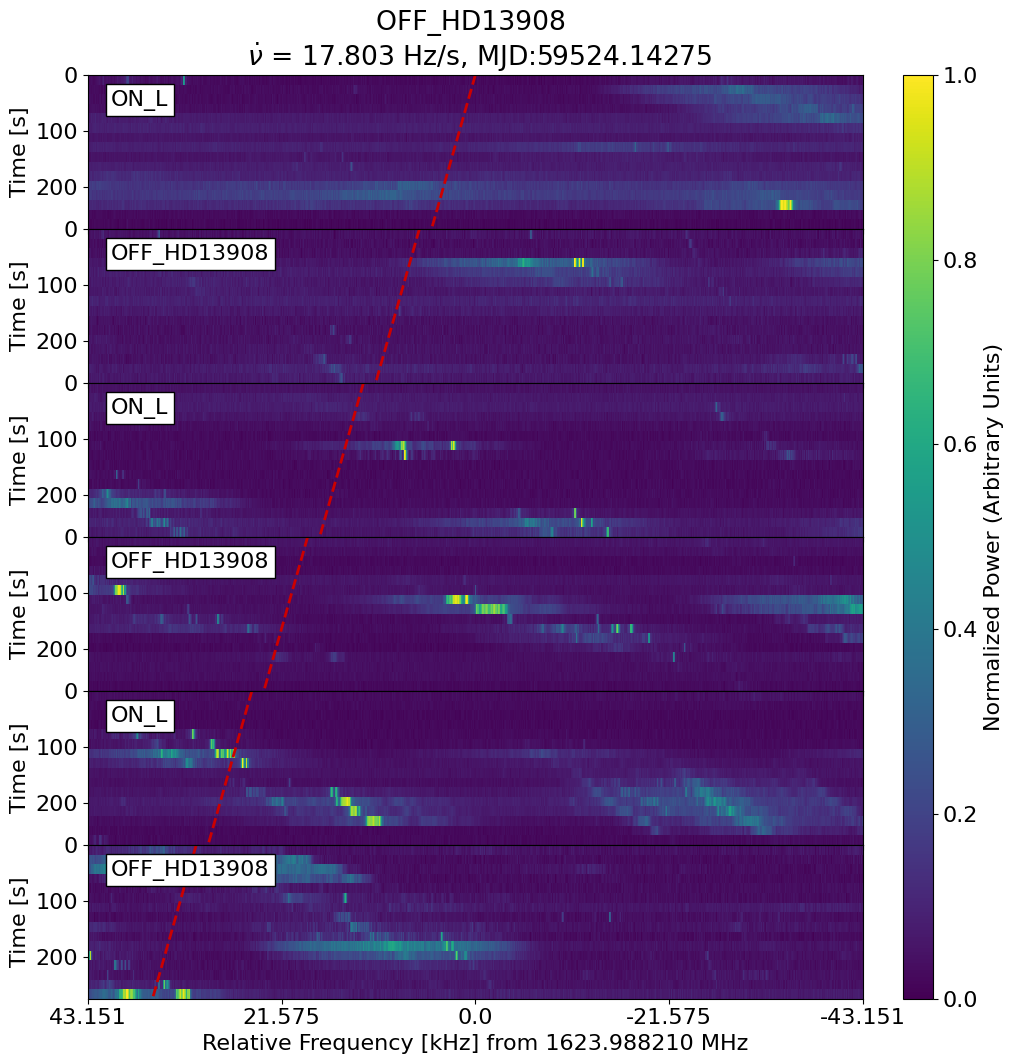 OFF_HD13908
ν̇ = 17.803 Hz/s, MJD:59524.14275
ON_L
OFF_HD13908
ON_L
OFF_HD13908
ON_L
OFF_HD13908
Time [s]
0
100
200
Time [s]
0
100
200
Time [s]
0
100
200
Time [s]
0
100
200
Time [s]
0
100
200
Time [s]
0
100
200
43.151 21.575 0.0 -21.575 -43.151
Relative Frequency [kHz] from 1623.988210 MHz
1.0
0.8
0.6
0.4
0.2
0.0
Normalized Power (Arbitrary Units)